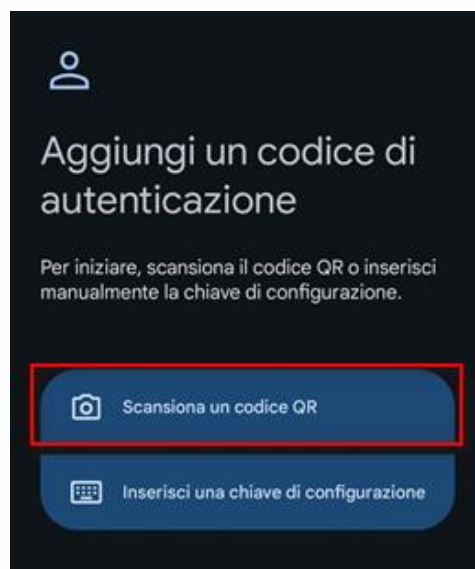 Aggiungi un codice di
autenticazione
Per iniziare, scansiona il codice QR o inserisci
manualmente la chiave di configurazione.
Scansiona un codice QR
Inserisci una chiave di configurazione